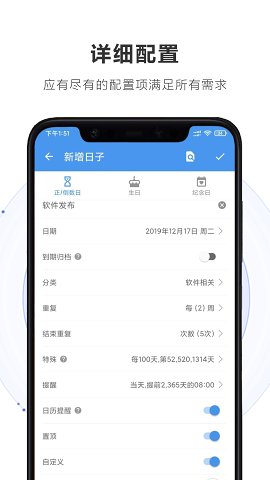 详细配置
应有尽有的配置项满足所有需求
下午1:51
新增日子
正/倒数日 生日 纪念日
软件发布
日期 2019年12月17日 周二
到期归档
分类 软件相关
重复 每 (2) 周
结束重复 次数 (5次)
特殊 每100天,第52,520,1314天
提醒 当天,提前2,365天的08:00
日历提醒
置顶
自定义